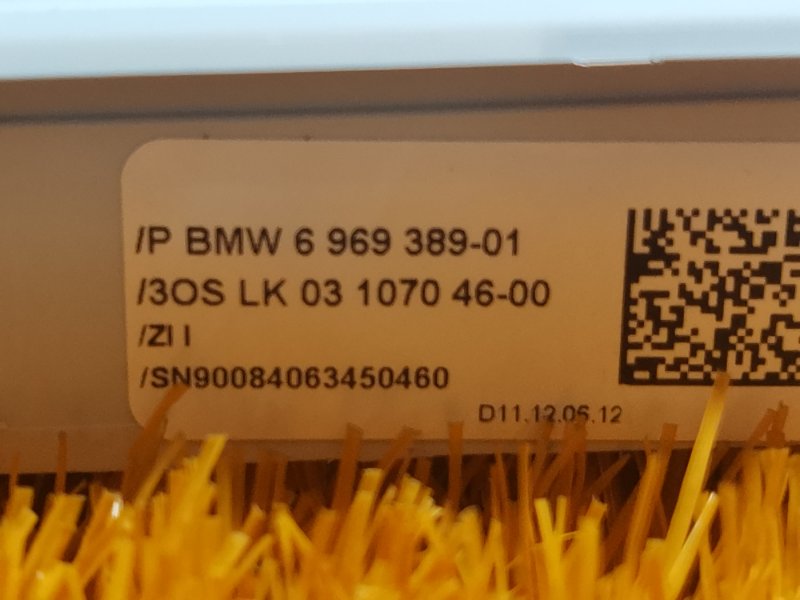 /P BMW 6 969 389-01
/3OS LK 03 1070 46-00
/ZI I
/SN90084063450460
D11.12.06.12